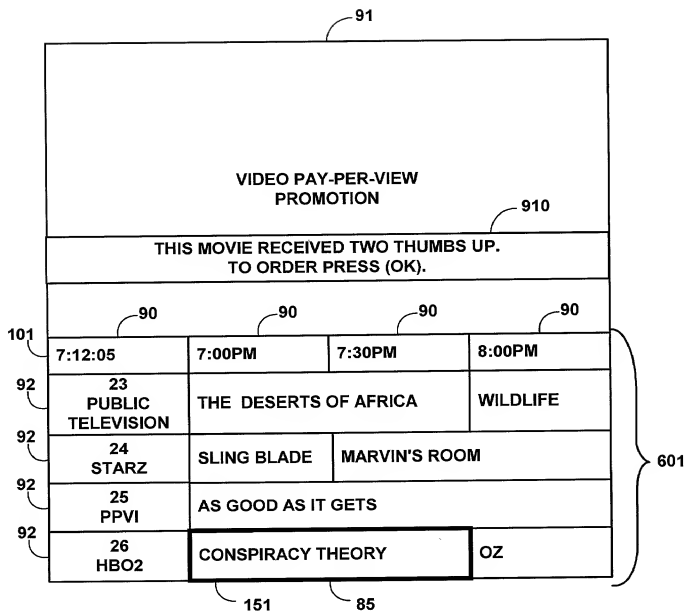 91
VIDEO PAY-PER-VIEW
PROMOTION
910
THIS MOVIE RECEIVED TWO THUMBS UP.
TO ORDER PRESS (OK).
90 90 90 90
101
7:12:05 7:00PM 7:30PM 8:00PM
92
23
PUBLIC
TELEVISION
THE DESERTS OF AFRICA
WILDLIFE
92
24
STARZ
SLING BLADE
MARVIN'S ROOM
601
92
25
PPVI
AS GOOD AS IT GETS
92
26
HBO2
CONSPIRACY THEORY
OZ
151 85